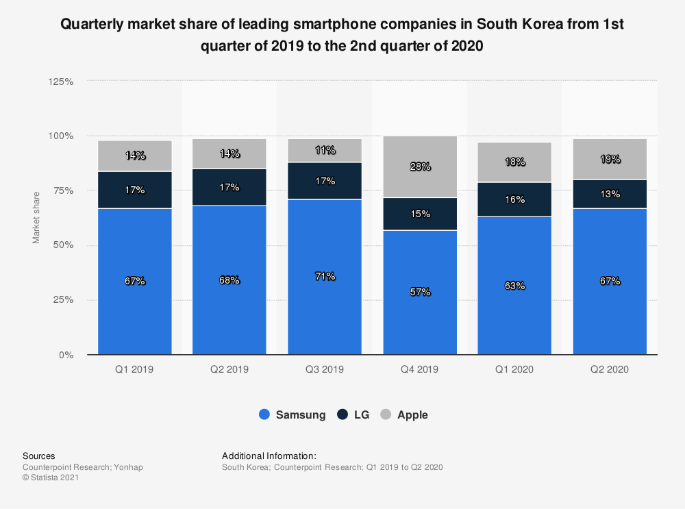 Quarterly market share of leading smartphone companies in South Korea from 1st
quarter of 2019 to the 2nd quarter of 2020
125%
100%
75%
50%
25%
0%
Market share
14%
14%
11%
28%
18%
19%
17%
17%
17%
15%
16%
13%
67%
68%
71%
57%
63%
67%
Q1 2019
Q2 2019
Q3 2019
Q4 2019
Q1 2020
Q2 2020
Samsung
LG
Apple
Sources
Counterpoint Research; Yonhap
© Statista 2021
Additional Information:
South Korea; Counterpoint Research; Q1 2019 to Q2 2020